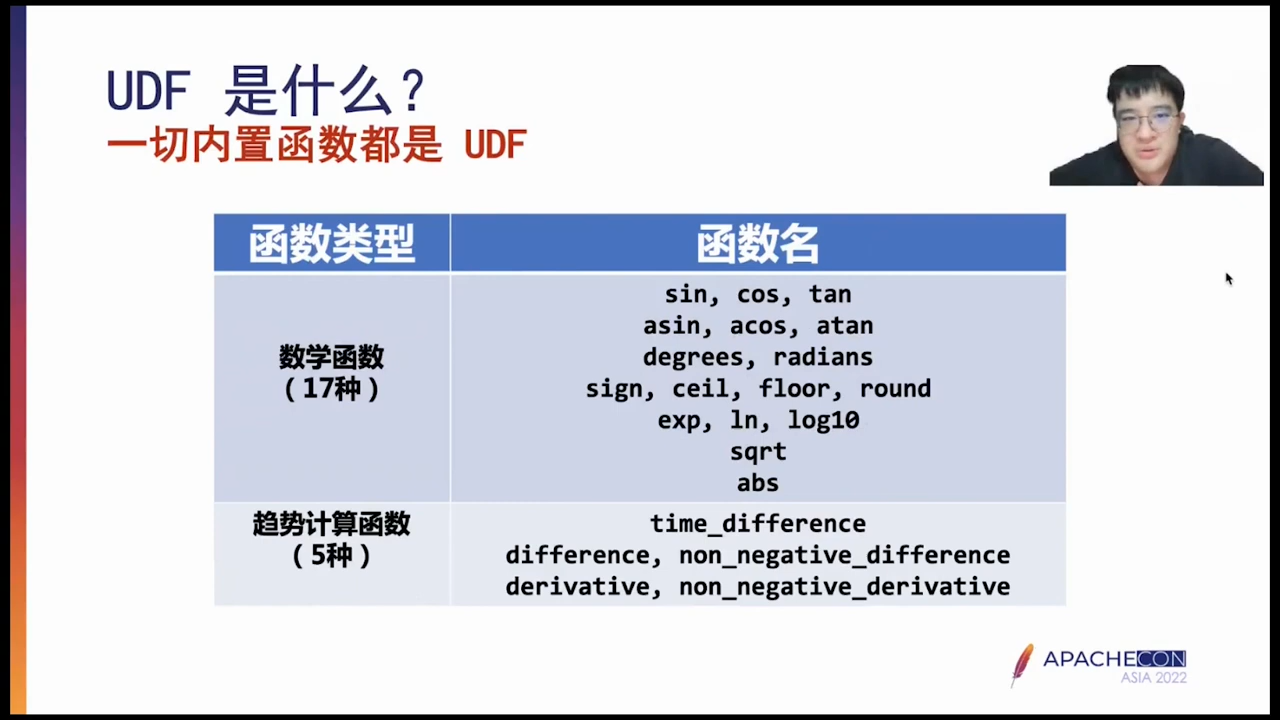 UDF 是什么?
一切内置函数都是 UDF
函数类型
函数名
数学函数
（17种）
sin, cos, tan
asin, acos, atan
degrees, radians
sign, ceil, floor, round
exp, ln, log10
sqrt
abs
趋势计算函数
（5种）
time_difference
difference, non_negative_difference
derivative, non_negative_derivative
APACHECON
ASIA 2022